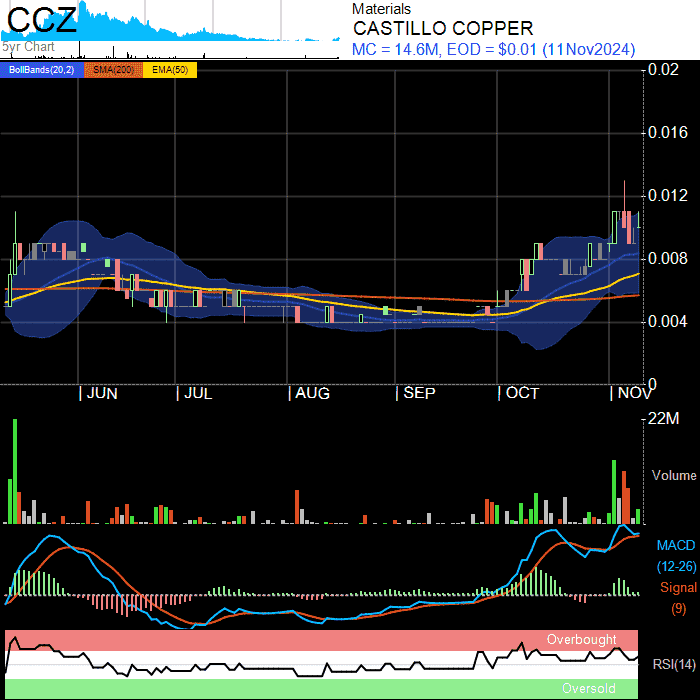 CCZ
5yr Chart
Materials
CASTILLO COPPER
MC = 14.6M, EOD = $0.01 (11Nov2024)
BollBands(20,2) SMA(200) EMA(50)
0.02
0.016
0.012
0.008
0.004
0
JUN JUL AUG SEP OCT NOV
22M
Volume
MACD
(12-26)
Signal
(9)
Overbought
RSI(14)
Oversold